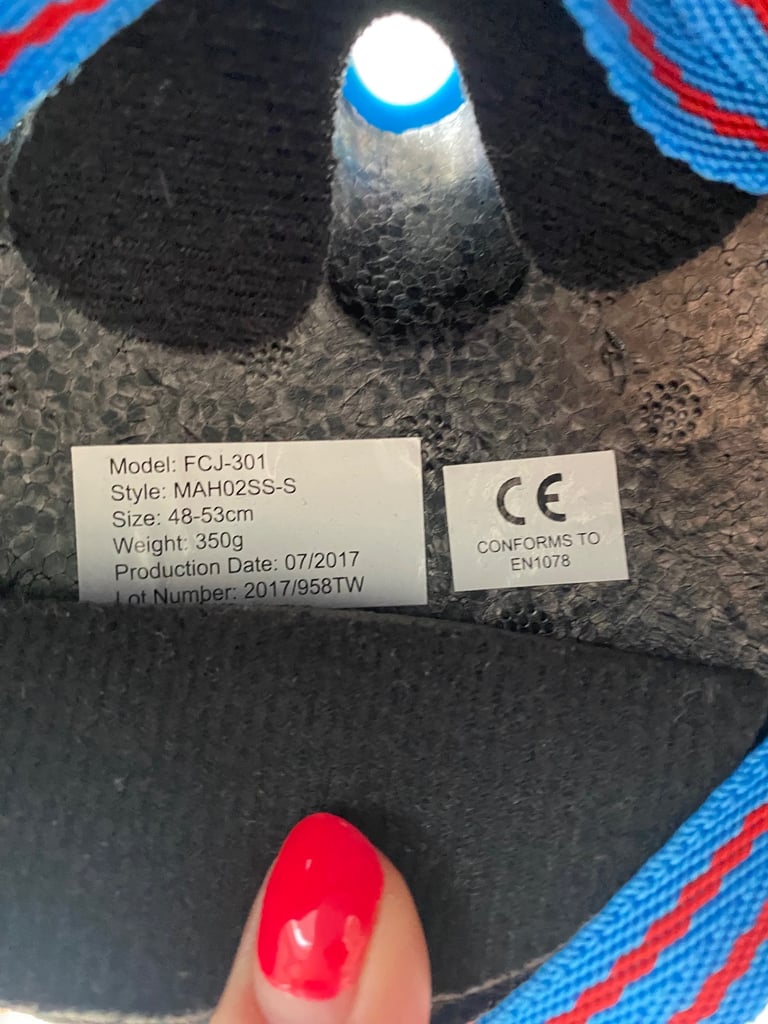 Model: FCJ-301
Style: MAH02SS-S
Size: 48-53cm
Weight: 350g
Production Date: 07/2017
Lot Number: 2017/958TW
CE
CONFORMS TO
EN1078